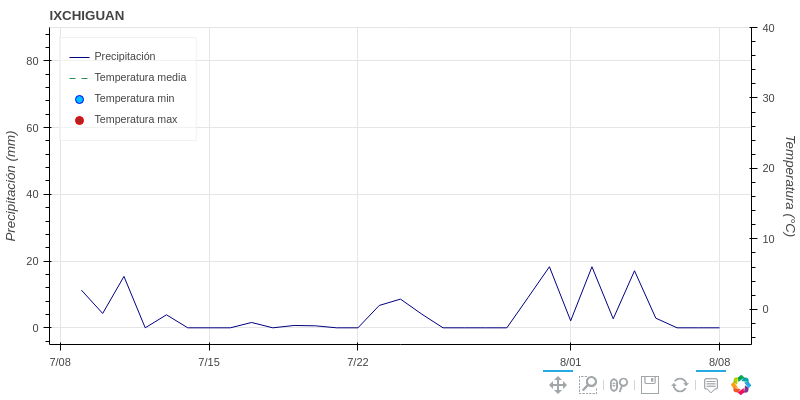 IXCHIGUAN
Precipitación
Temperatura media
Temperatura min
Temperatura max
Precipitación (mm)
80
60
40
20
0
Temperatura (°C)
40
30
20
10
0
7/08
7/15
7/22
8/01
8/08